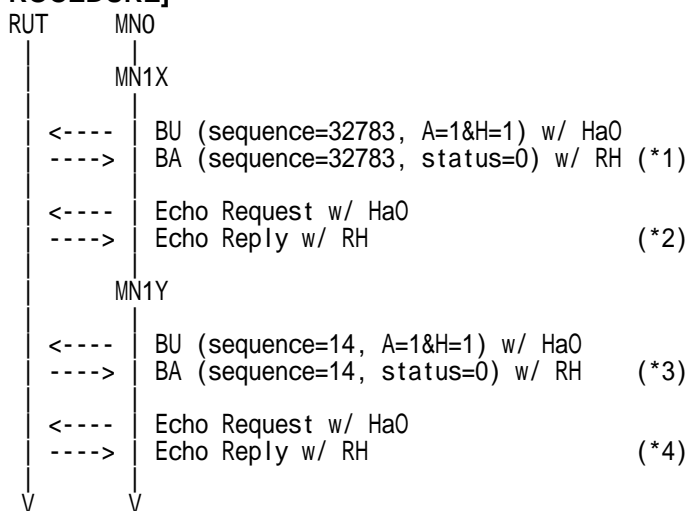 ROCEDURE]
RUT MN0
| |
| MN1X
| |
| <---- | BU (sequence=32783, A=1&H=1) w/ HaO
| ----> | BA (sequence=32783, status=0) w/ RH (*1)
| |
| <---- | Echo Request w/ HaO
| ----> | Echo Reply w/ RH (*2)
| |
| MN1Y
| |
| <---- | BU (sequence=14, A=1&H=1) w/ HaO
| ----> | BA (sequence=14, status=0) w/ RH (*3)
| |
| <---- | Echo Request w/ HaO
| ----> | Echo Reply w/ RH (*4)
| |
V V